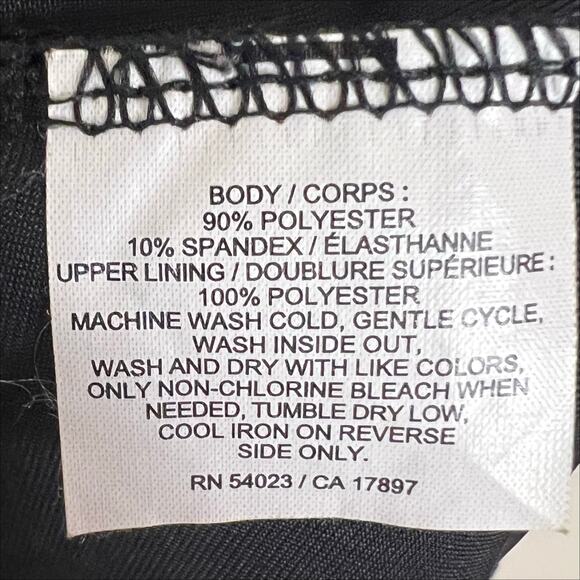 BODY / CORPS :
90% POLYESTER
10% SPANDEX / ÉLASTHANNE
UPPER LINING / DOUBLURE SUPÉRIEURE :
100% POLYESTER
MACHINE WASH COLD, GENTLE CYCLE,
WASH INSIDE OUT,
WASH AND DRY WITH LIKE COLORS,
ONLY NON-CHLORINE BLEACH WHEN
NEEDED, TUMBLE DRY LOW,
COOL IRON ON REVERSE
SIDE ONLY.
RN 54023 / CA 17897